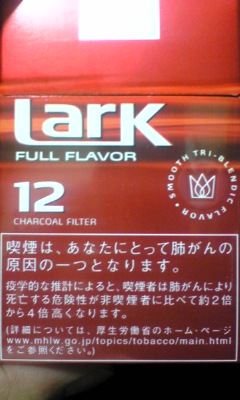 Lark
FULL FLAVOR
SMOOTH TRI-BLENDIC FLAVOR
12
CHARCOAL FILTER
喫煙は、あなたにとって肺がんの
原因の一つとなります。
疫学的な推計によると、喫煙者は肺がんにより
死亡する危険性が非喫煙者に比べて約２倍
から４倍高くなります。
(詳細については、厚生労働省のホーム・ページ
www.mhlw.go.jp/topics/tobacco/main.html
をご参照ください。)